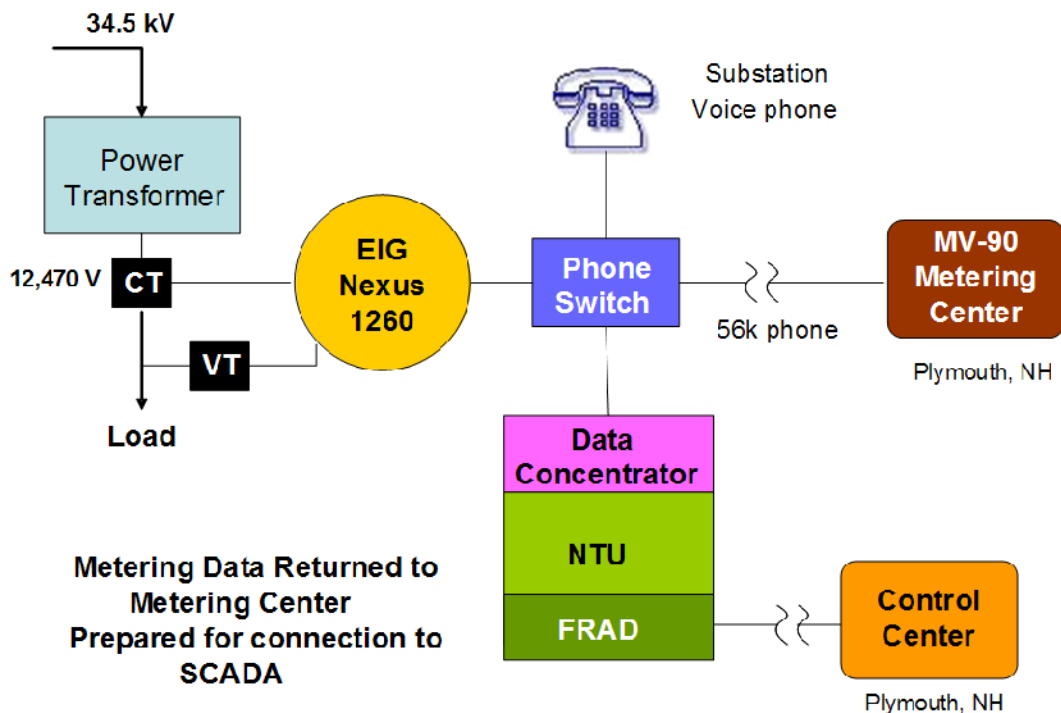 34.5 kV
Power
Transformer
12,470 V
CT
VT
Load
EIG
Nexus
1260
Substation
Voice phone
Phone
Switch
56k phone
MV-90
Metering
Center
Plymouth, NH
Data
Concentrator
NTU
FRAD
Control
Center
Plymouth, NH
Metering Data Returned to
Metering Center
Prepared for connection to
SCADA